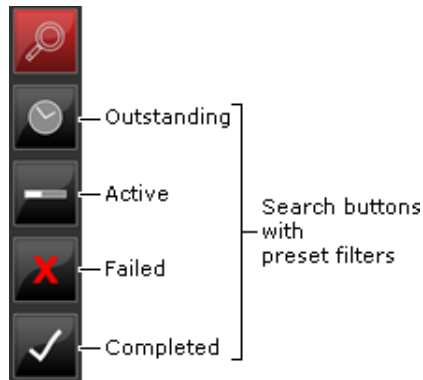 Outstanding
Active
Search buttons
with
preset filters
Failed
Completed